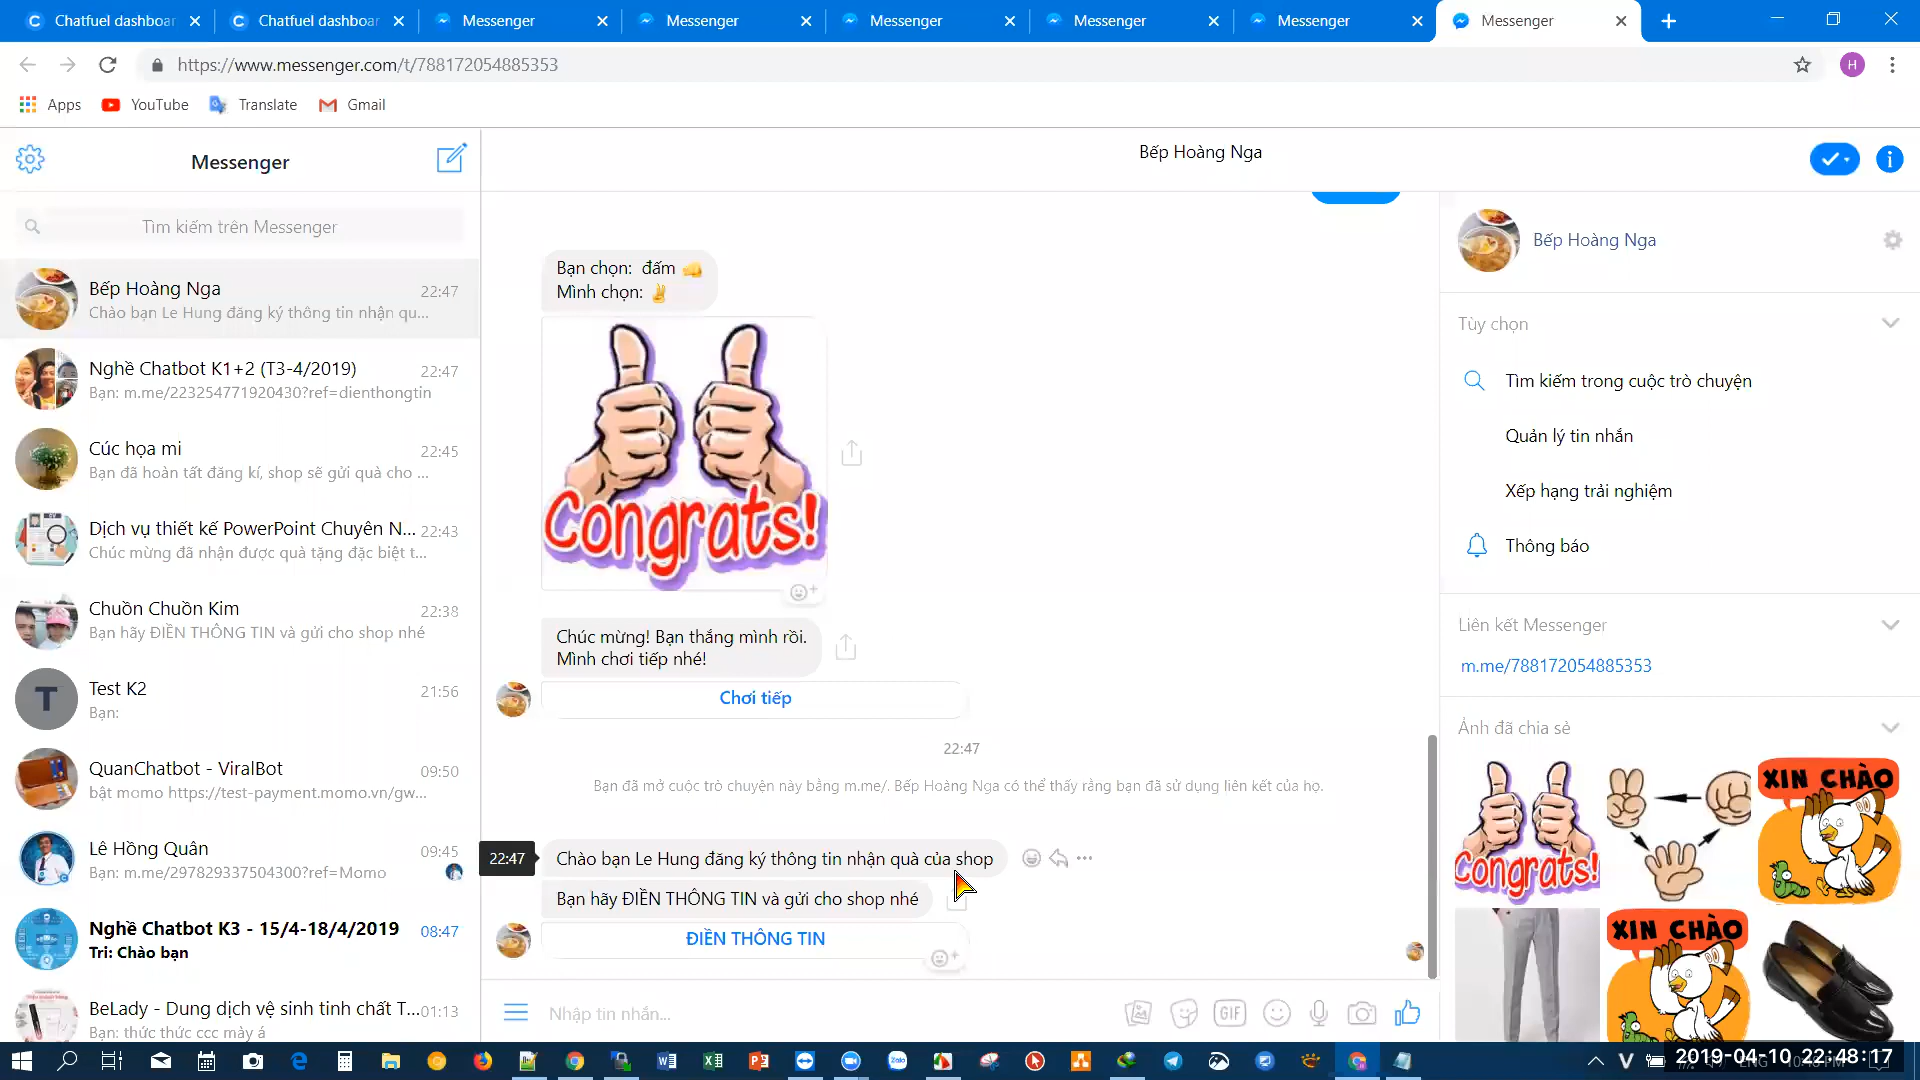 Chatfuel dashboar
Chatfuel dashboar
Messenger
Messenger
Messenger
Messenger
Messenger
Messenger
H
https://www.messenger.com/t/788172054885353
Apps
YouTube
Translate
Gmail
Messenger
Tìm kiếm trên Messenger
Bếp Hoàng Nga
22:47
Chào bạn Le Hung đăng ký thông tin nhận qu...
Nghề Chatbot K1+2 (T3-4/2019)
22:47
Bạn: m.me/223254771920430?ref=dienthongtin
Cúc họa mi
22:45
Bạn đã hoàn tất đăng kí, shop sẽ gửi quà cho ...
Dịch vụ thiết kế PowerPoint Chuyên N...
22:43
Chúc mừng đã nhận được quà tặng đặc biệt t...
Chuồn Chuồn Kim
22:38
Bạn hãy ĐIỀN THÔNG TIN và gửi cho shop nhé
T
Test K2
21:56
Bạn:
QuanChatbot - ViralBot
09:50
bật momo https://test-payment.momo.vn/gw...
Lê Hồng Quân
09:45
Bạn: m.me/297829337504300?ref=Momo
Nghề Chatbot K3 - 15/4-18/4/2019
08:47
Tri: Chào bạn
BeLady - Dung dịch vệ sinh tinh chất T...
01:13
Bạn: thức thức ccc mày á
Bếp Hoàng Nga
Bạn chọn: đấm 👊
Mình chọn: ✌
Congrats!
Chúc mừng! Bạn thắng mình rồi.
Mình chơi tiếp nhé!
Chơi tiếp
22:47
Bạn đã mở cuộc trò chuyện này bằng m.me/. Bếp Hoàng Nga có thể thấy rằng bạn đã sử dụng liên kết của họ.
22:47
Chào bạn Le Hung đăng ký thông tin nhận quà của shop
Bạn hãy ĐIỀN THÔNG TIN và gửi cho shop nhé
ĐIỀN THÔNG TIN
Nhập tin nhắn...
GIF
Bếp Hoàng Nga
Tùy chọn
Tìm kiếm trong cuộc trò chuyện
Quản lý tin nhắn
Xếp hạng trải nghiệm
Thông báo
Liên kết Messenger
m.me/788172054885353
Ảnh đã chia sẻ
Congrats!
XIN CHÀO
XIN CHÀO
Zalo
V
2019-04-10 22:48:17